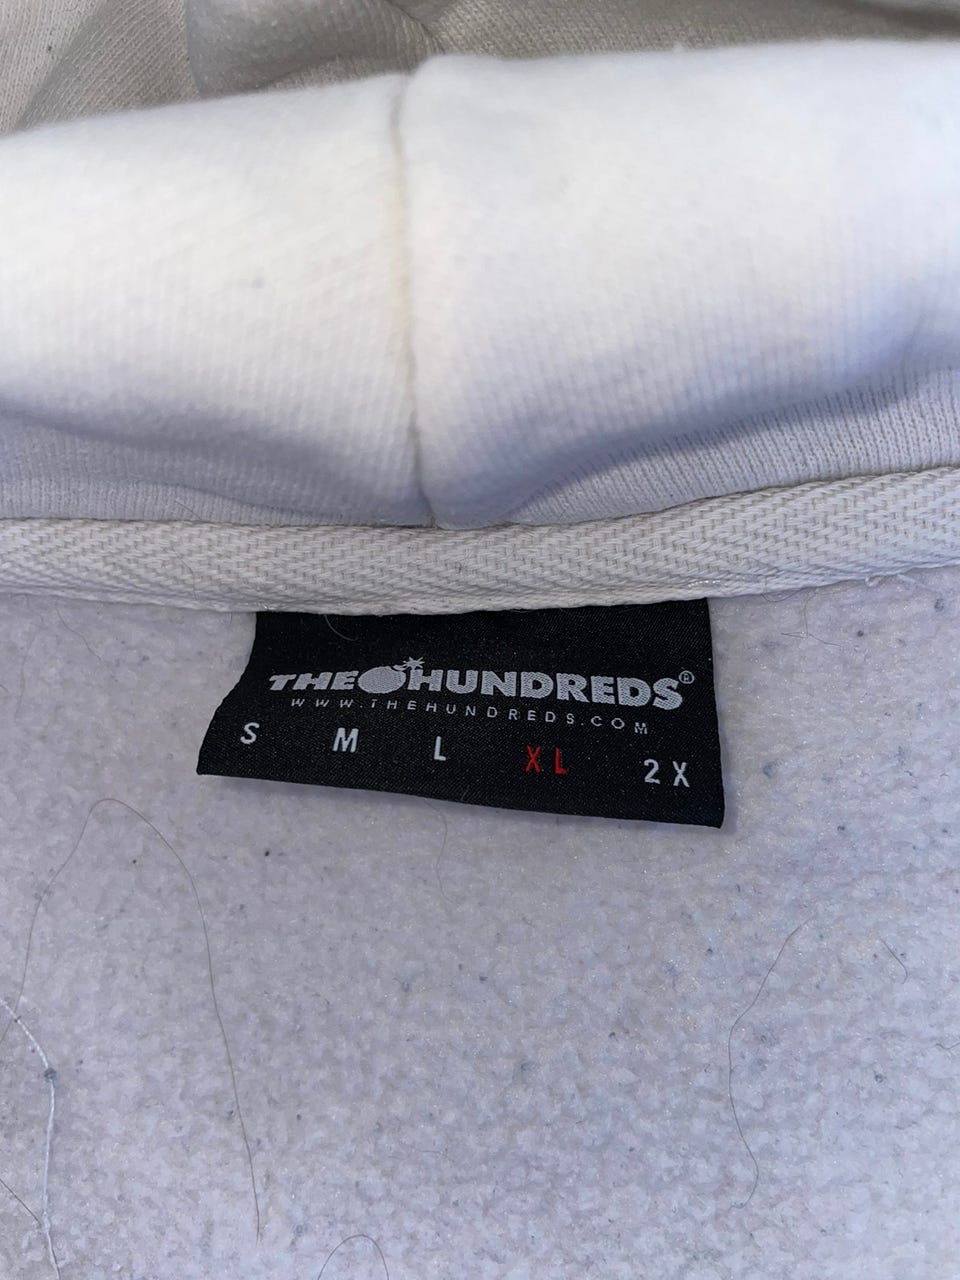 THE HUNDREDS®
WWW.THEHUNDREDS.COM
S M L XL 2X